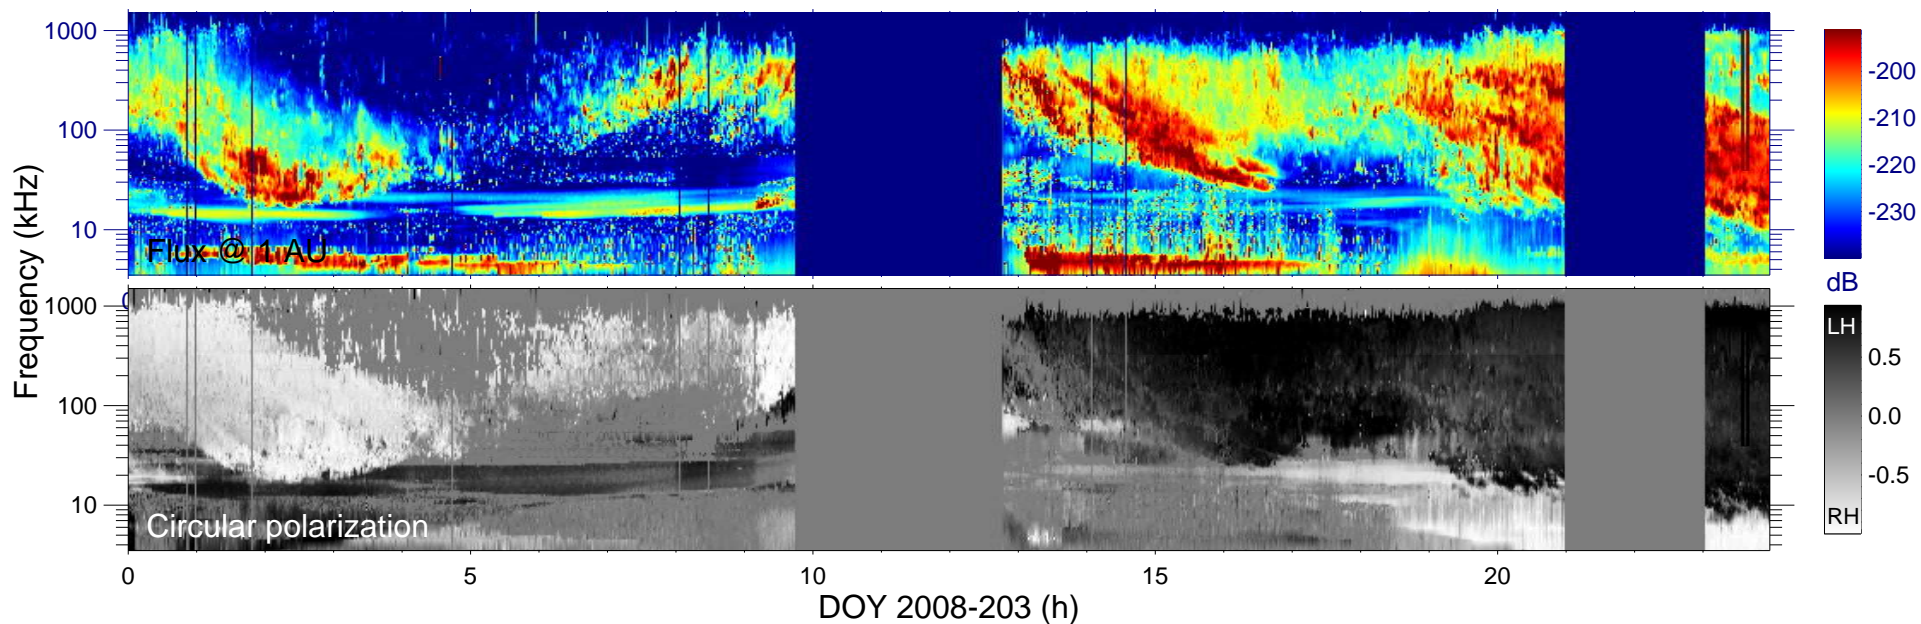 1000
100
10
Flux @ 1 AU
-200
-210
-220
-230
dB
0
Frequency (kHz)
1000
100
10
Circular polarization
LH
0.5
0.0
-0.5
RH
0 5 10 15 20
DOY 2008-203 (h)